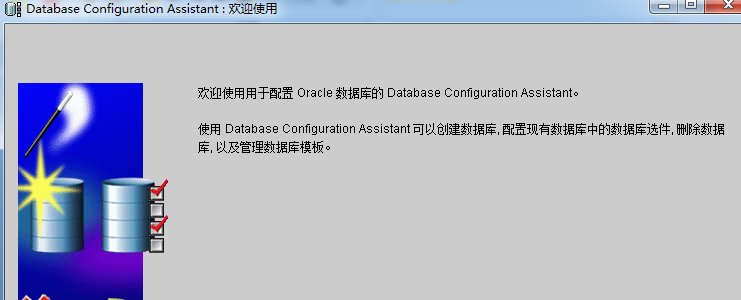 Database Configuration Assistant : 欢迎使用
欢迎使用用于配置 Oracle 数据库的 Database Configuration Assistant。
使用 Database Configuration Assistant 可以创建数据库, 配置现有数据库中的数据库选件, 删除数据
库, 以及管理数据库模板。